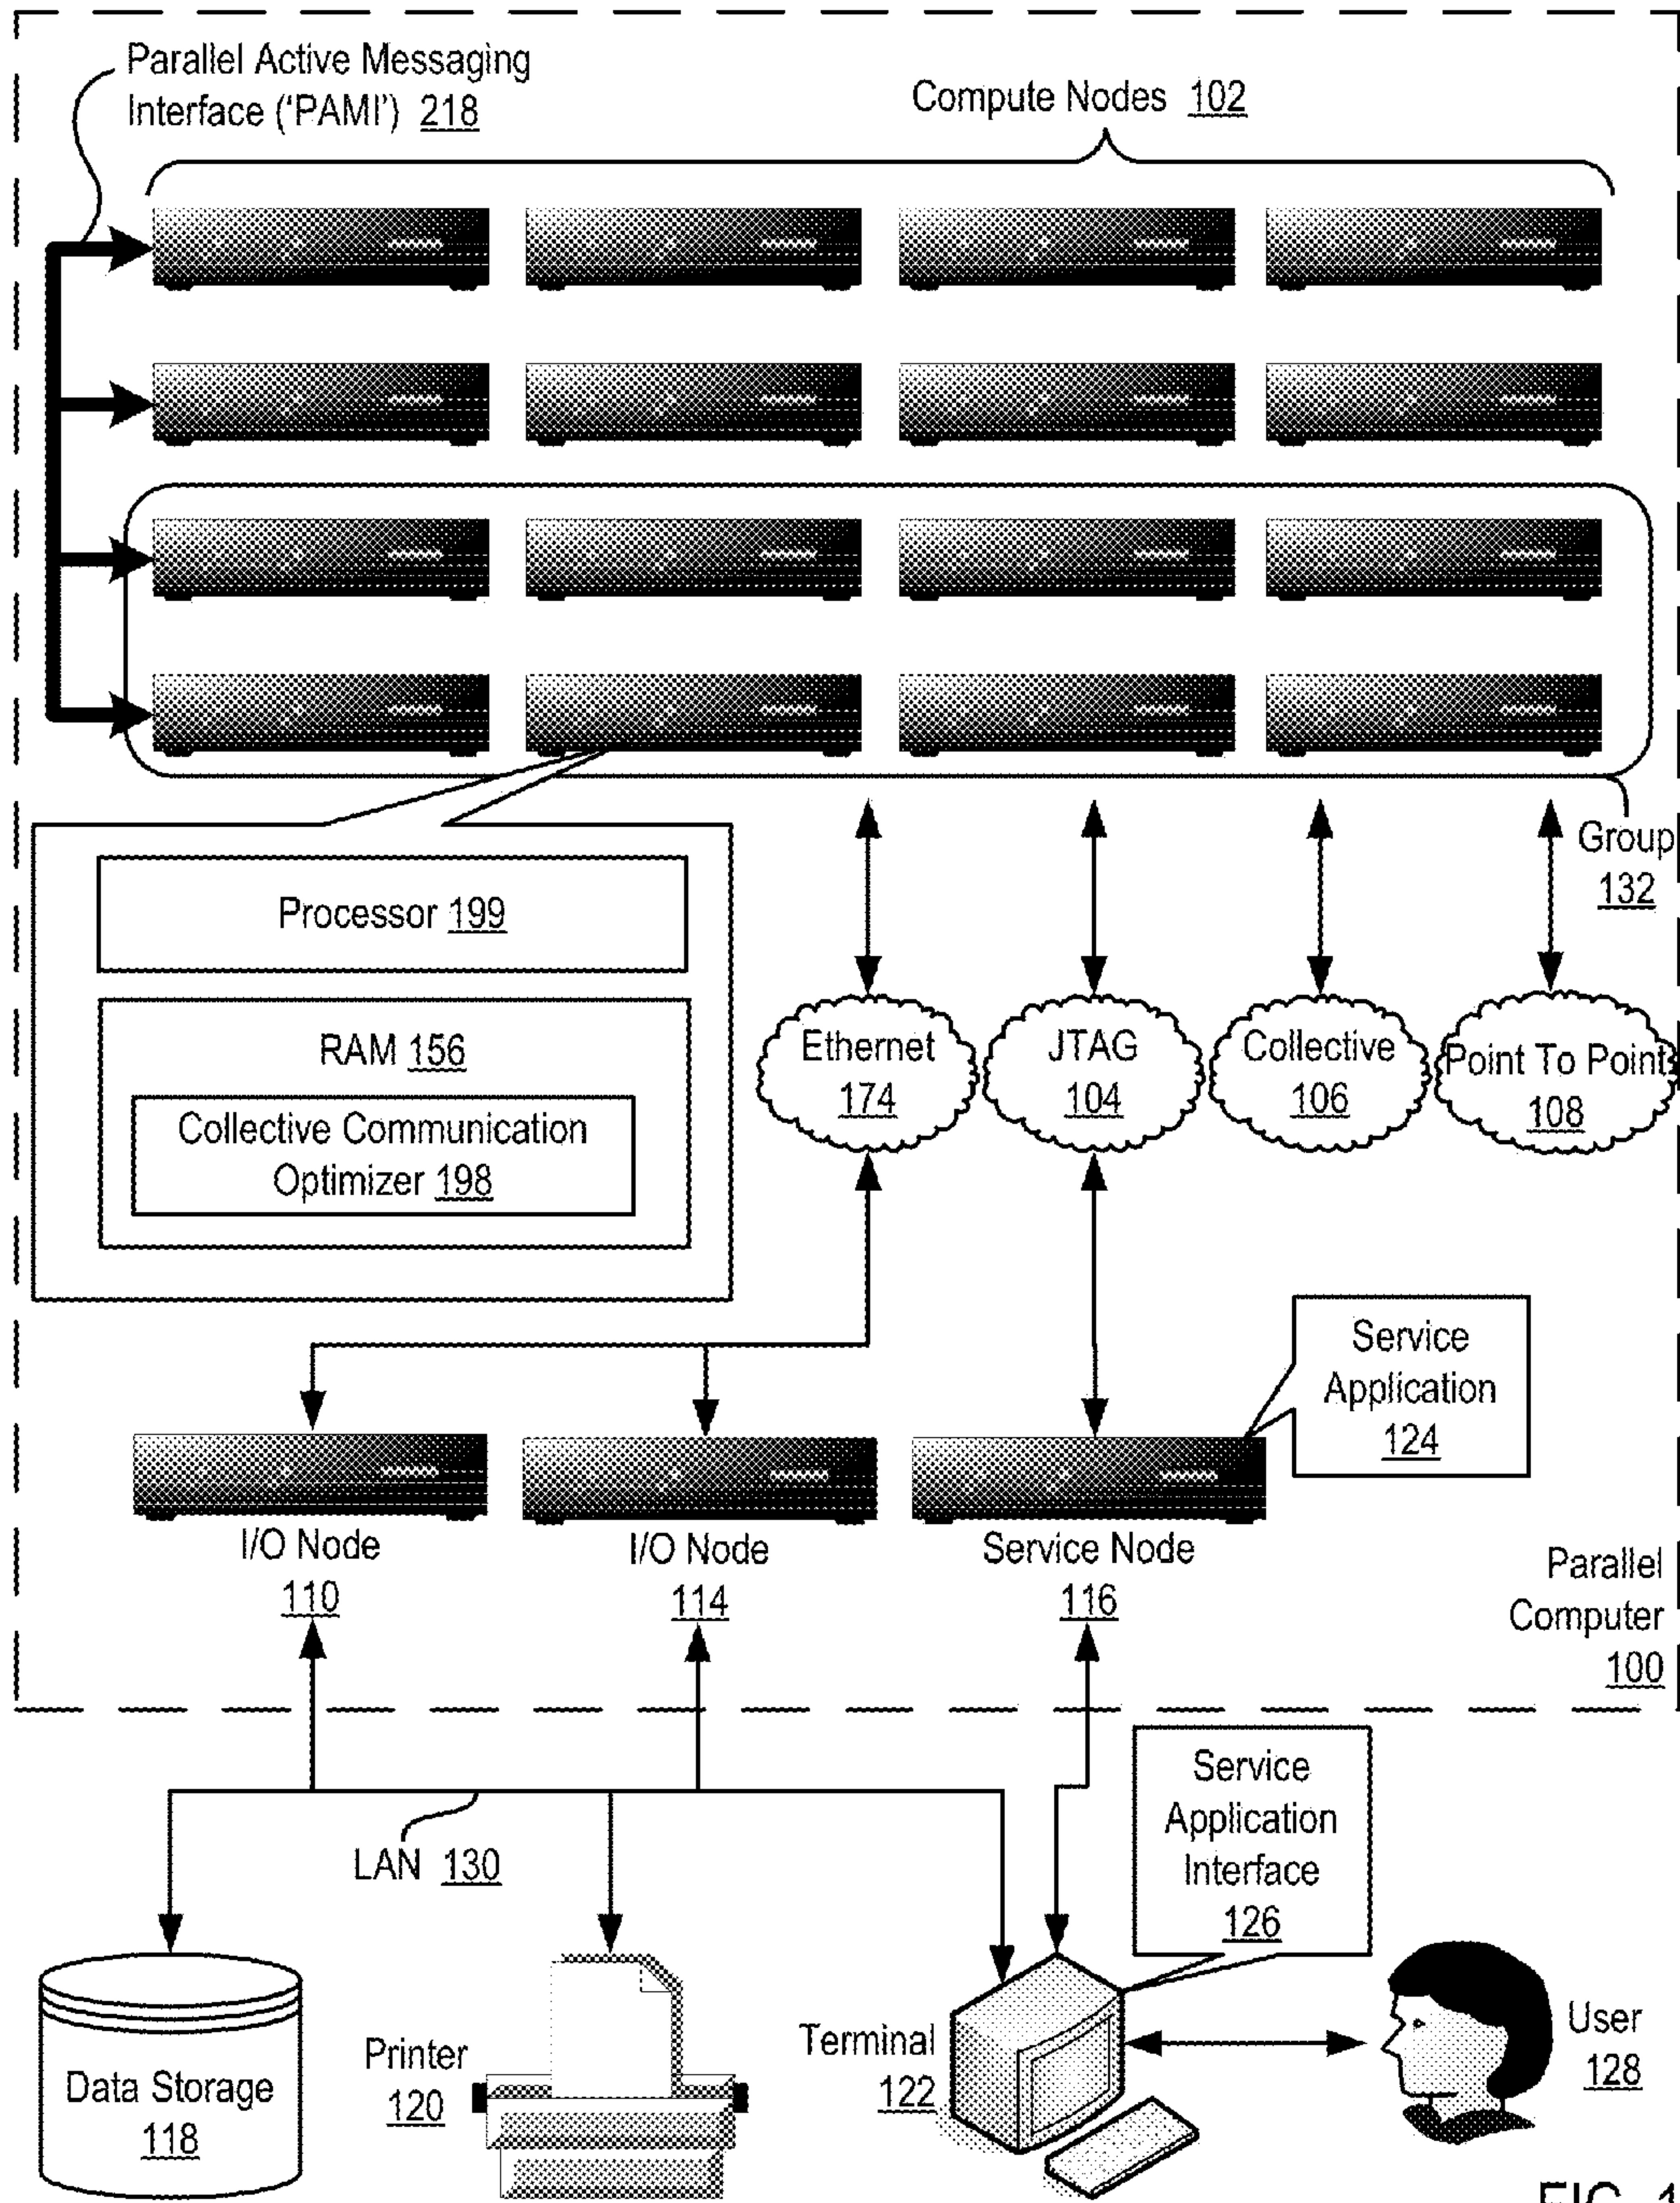 Parallel Active Messaging
Interface (‘PAMI’) 218
Compute Nodes 102
Group
132
Processor 199
RAM 156
Collective Communication
Optimizer 198
Ethernet
174
JTAG
104
Collective
106
Point To Point
108
Service
Application
124
I/O Node
110
I/O Node
114
Service Node
116
Parallel
Computer
100
LAN 130
Service
Application
Interface
126
Data Storage
118
Printer
120
Terminal
122
User
128
FIG. 1